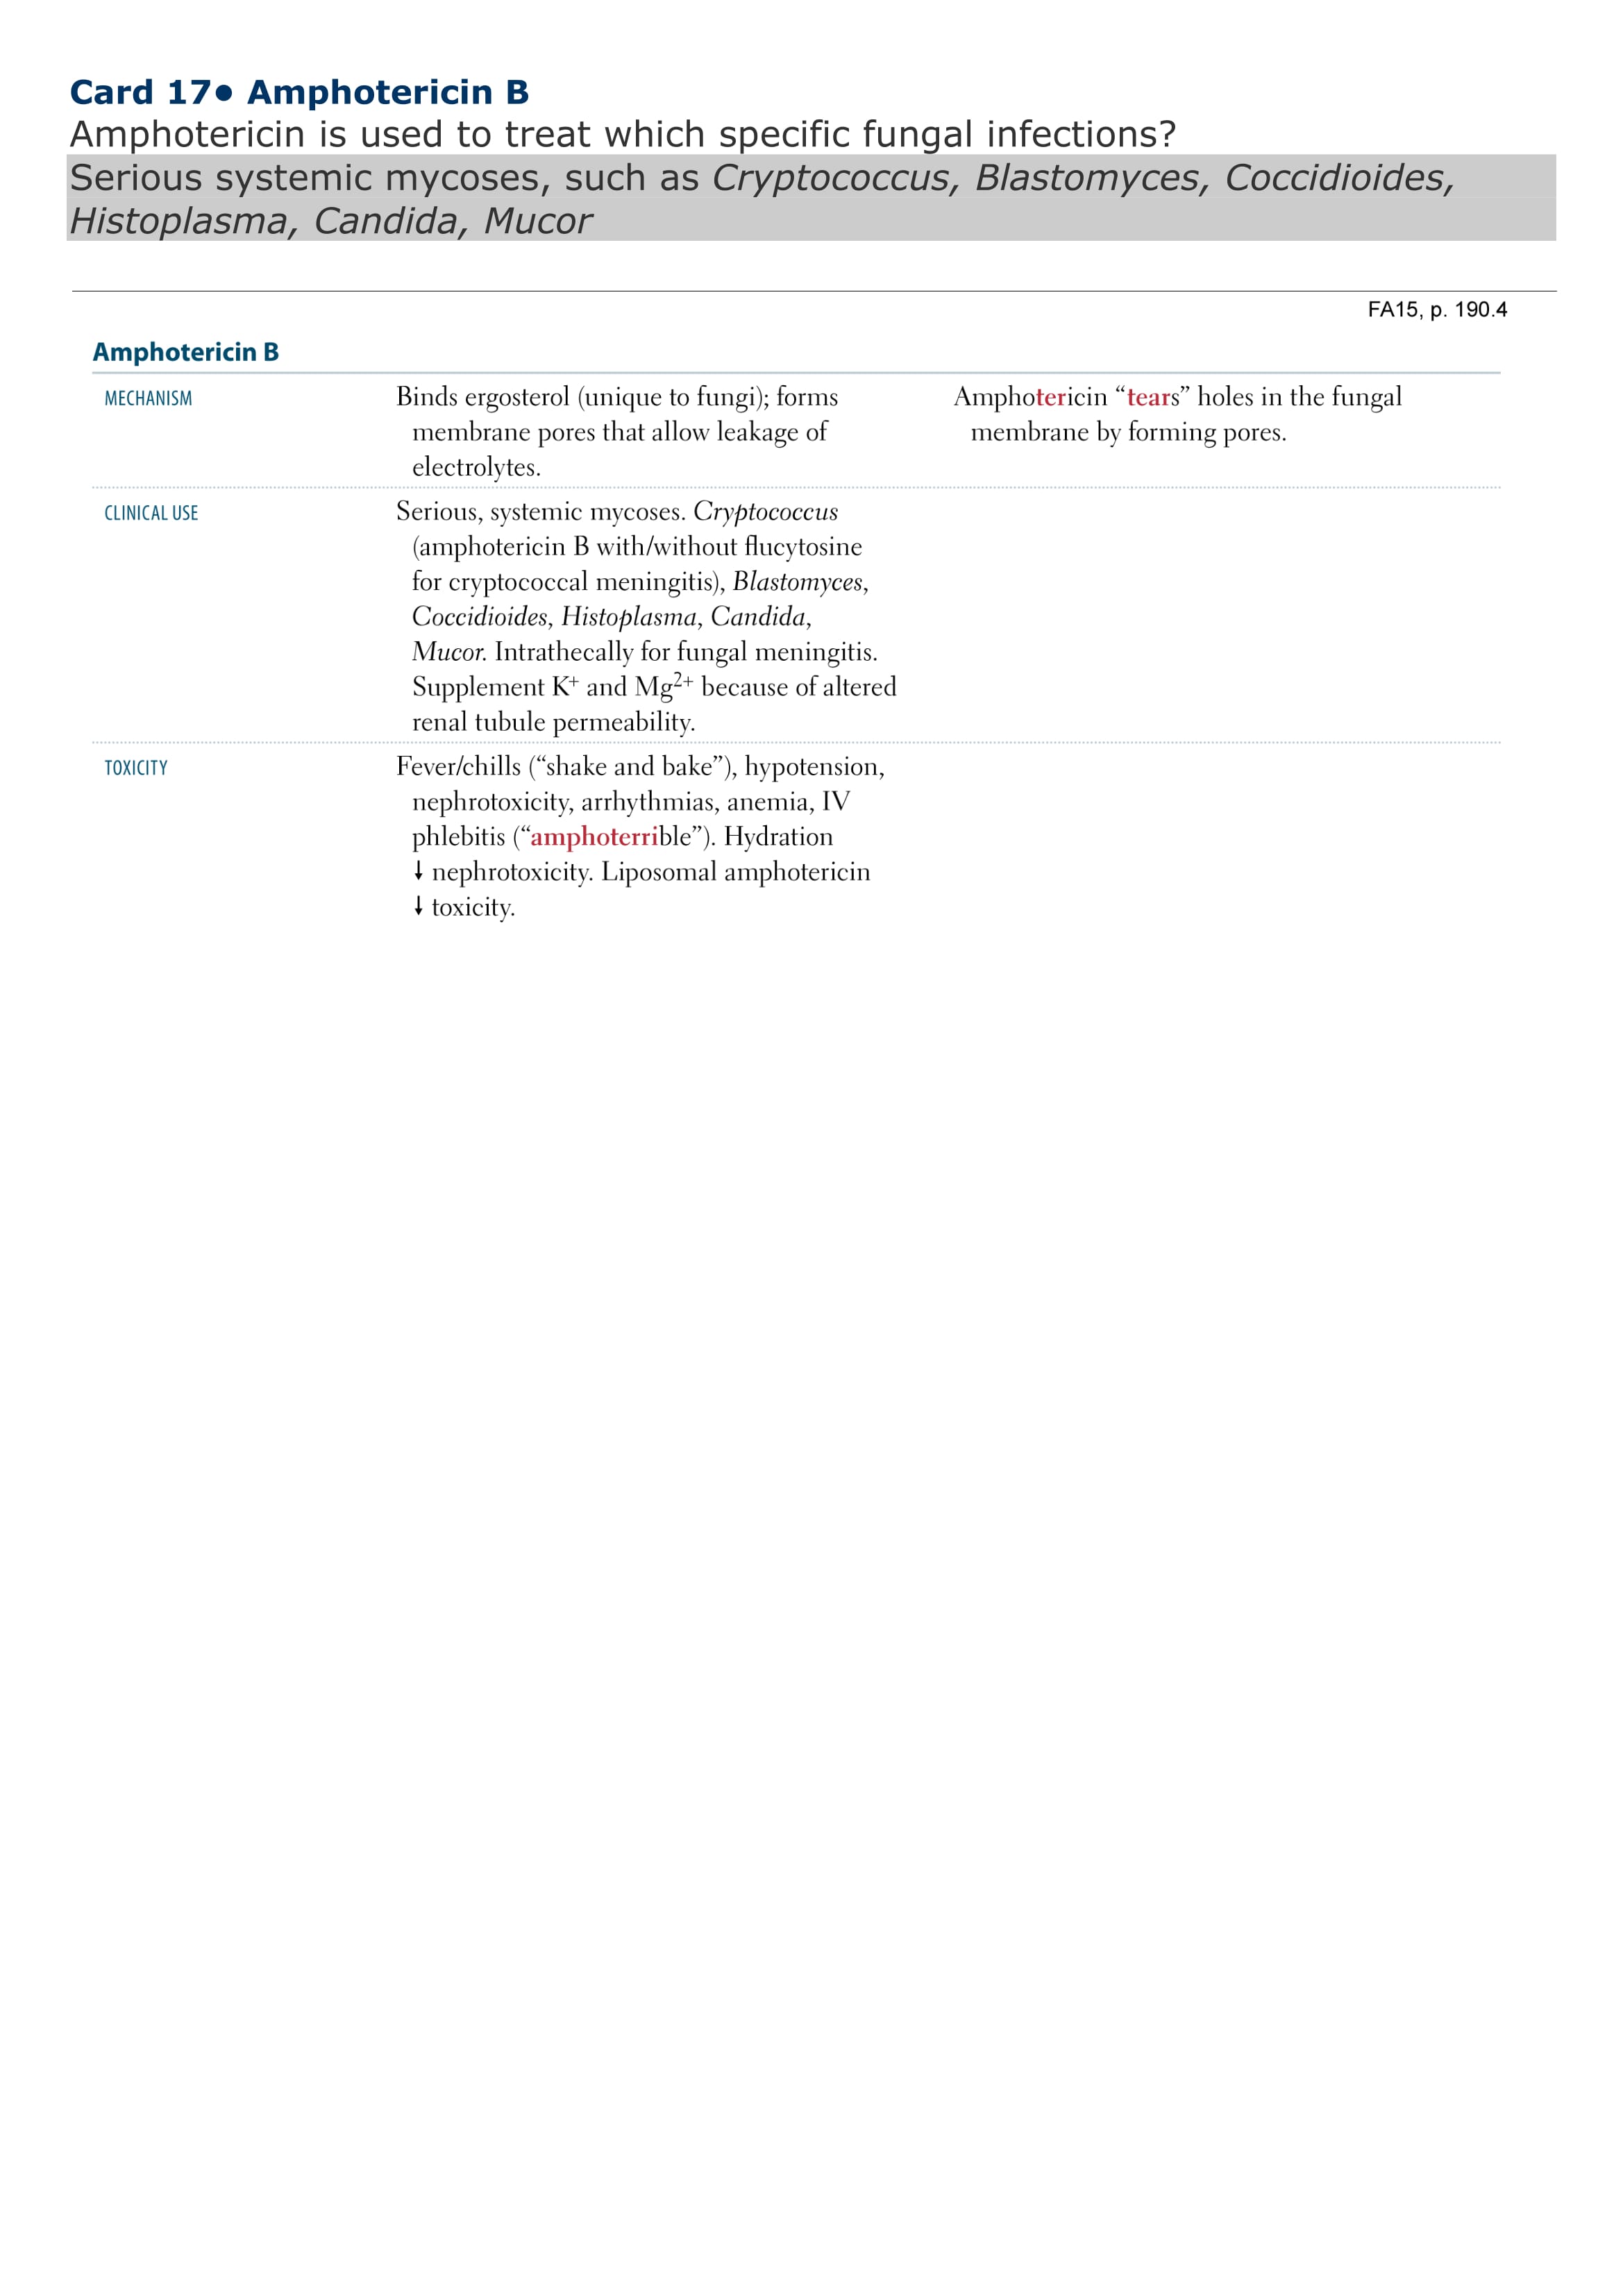 Card 17● Amphotericin B
Amphotericin is used to treat which specific fungal infections?
Serious systemic mycoses, such as Cryptococcus, Blastomyces, Coccidioides,
Histoplasma, Candida, Mucor
FA15, p. 190.4
Amphotericin B
MECHANISM
Binds ergosterol (unique to fungi); forms
membrane pores that allow leakage of
electrolytes.
Amphotericin “tears” holes in the fungal
membrane by forming pores.
CLINICAL USE
Serious, systemic mycoses. Cryptococcus
(amphotericin B with/without flucytosine
for cryptococcal meningitis), Blastomyces,
Coccidioides, Histoplasma, Candida,
Mucor. Intrathecally for fungal meningitis.
Supplement K⁺ and Mg²⁺ because of altered
renal tubule permeability.
TOXICITY
Fever/chills (“shake and bake”), hypotension,
nephrotoxicity, arrhythmias, anemia, IV
phlebitis (“amphoterrible”). Hydration
↓ nephrotoxicity. Liposomal amphotericin
↓ toxicity.